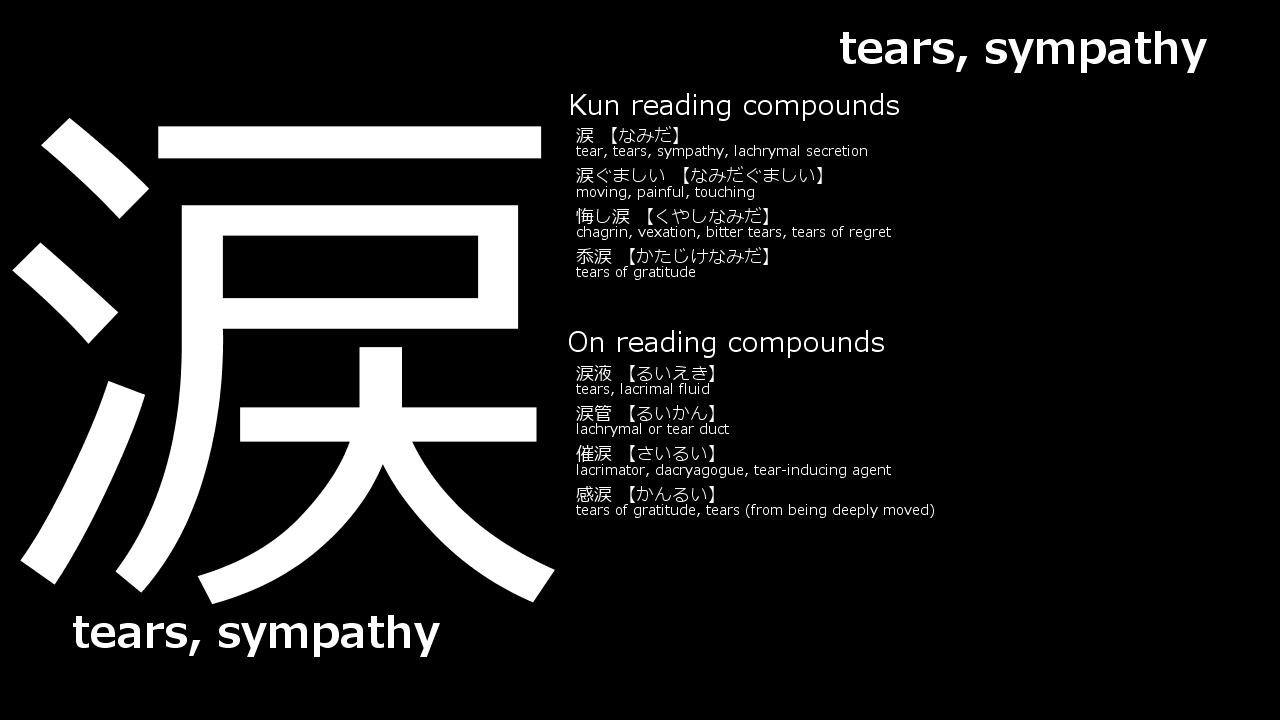 tears, sympathy
涙
tears, sympathy
Kun reading compounds
涙 【なみだ】
tear, tears, sympathy, lachrymal secretion
涙ぐましい 【なみだぐましい】
moving, painful, touching
悔し涙 【くやしなみだ】
chagrin, vexation, bitter tears, tears of regret
忝涙 【かたじけなみだ】
tears of gratitude
On reading compounds
涙液 【るいえき】
tears, lacrimal fluid
涙管 【るいかん】
lachrymal or tear duct
催涙 【さいるい】
lacrimator, dacryagogue, tear-inducing agent
感涙 【かんるい】
tears of gratitude, tears (from being deeply moved)